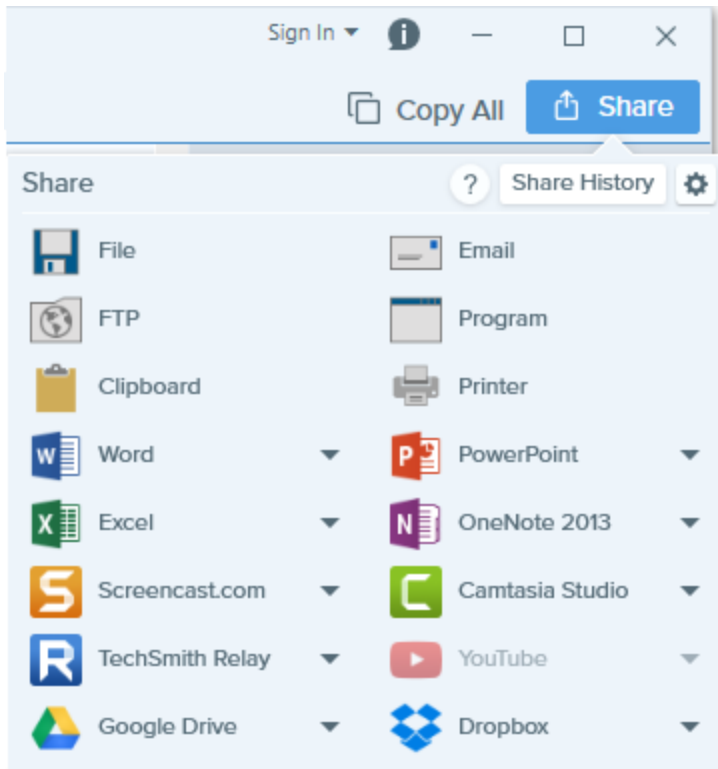 Sign In
Copy All Share
Share ? Share History
File Email
FTP Program
Clipboard Printer
Word PowerPoint
Excel OneNote 2013
Screencast.com Camtasia Studio
TechSmith Relay YouTube
Google Drive Dropbox